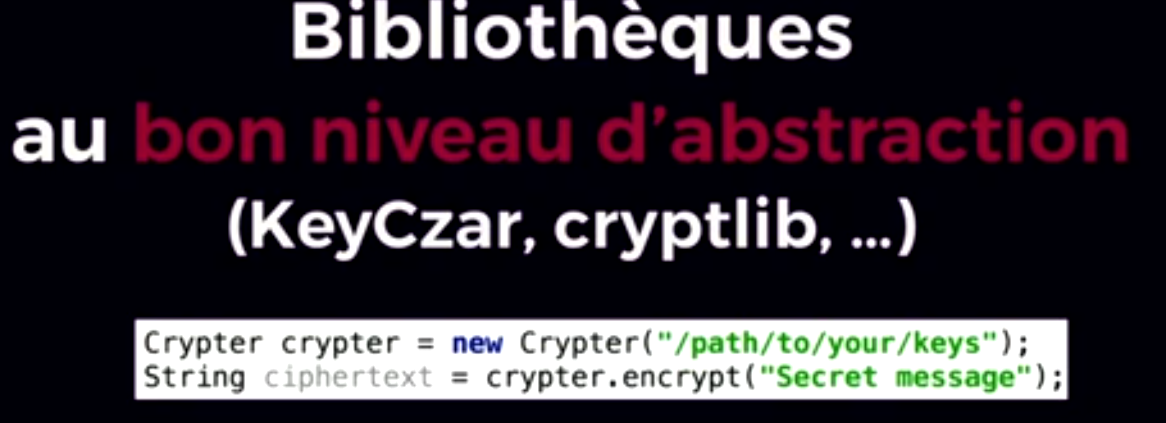 Bibliothèques
au bon niveau d'abstraction
(KeyCzar, cryptlib, ...)
Crypter crypter = new Crypter("/path/to/your/keys");
String ciphertext = crypter.encrypt("Secret message");